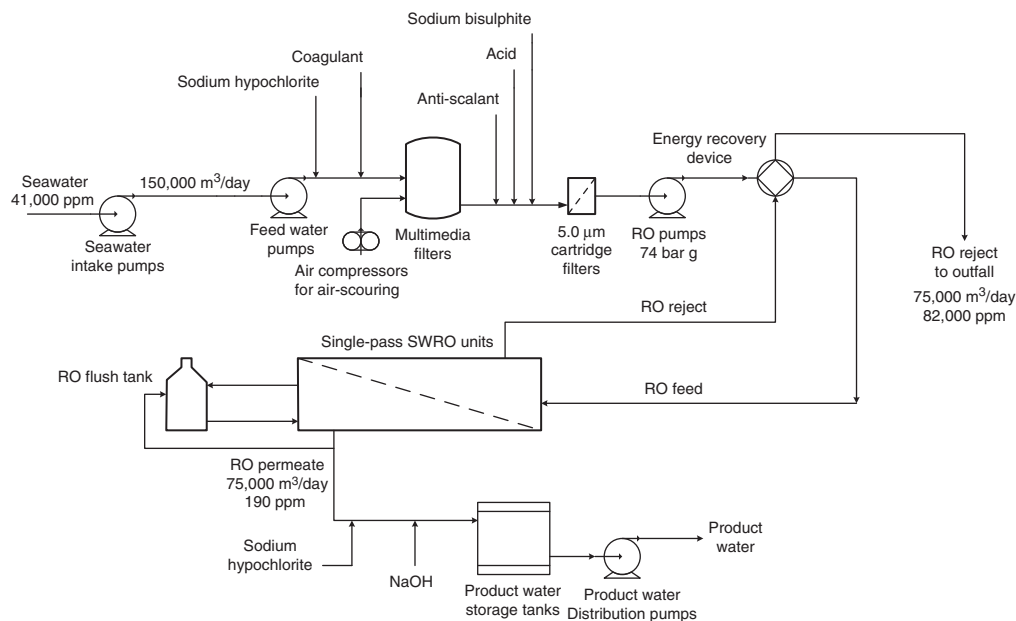 Sodium bisulphite
Coagulant
Acid
Sodium hypochlorite
Anti-scalant
Energy recovery
device
Seawater
41,000 ppm
150,000 m³/day
Seawater
intake pumps
Feed water
pumps
Air compressors
for air-scouring
Multimedia
filters
5.0 μm
cartridge
filters
RO pumps
74 bar g
RO reject
to outfall
75,000 m³/day
82,000 ppm
RO reject
Single-pass SWRO units
RO flush tank
RO feed
RO permeate
75,000 m³/day
190 ppm
Sodium
hypochlorite
NaOH
Product water
storage tanks
Product water
Distribution pumps
Product
water